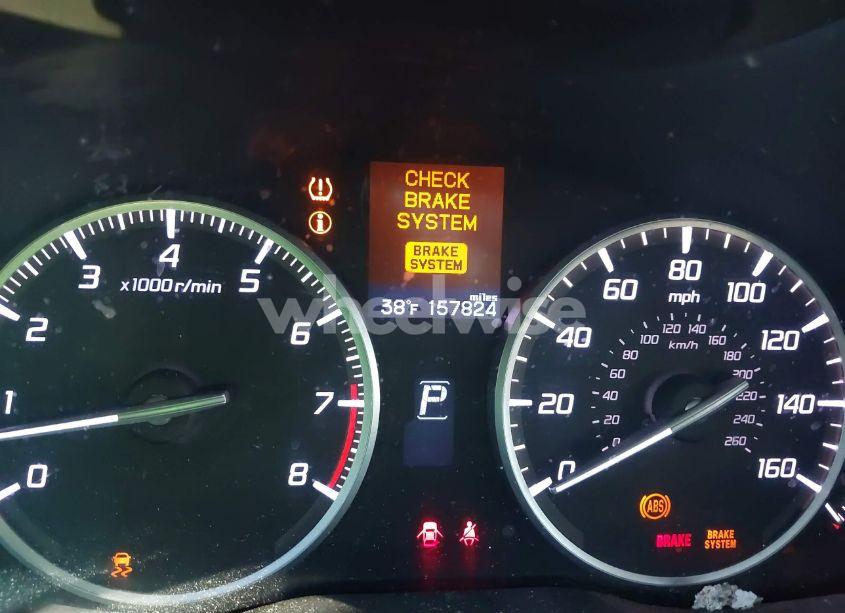 CHECK
BRAKE
SYSTEM
BRAKE
SYSTEM
38°F 157824 miles
wheelwise
P
0
1
2
3
4
5
6
7
8
x1000 r/min
0
20
40
60
80
100
120
140
160
mph
0
20
40
60
80
100
120
140
160
180
200
220
240
260
km/h
ABS
BRAKE
BRAKE
SYSTEM